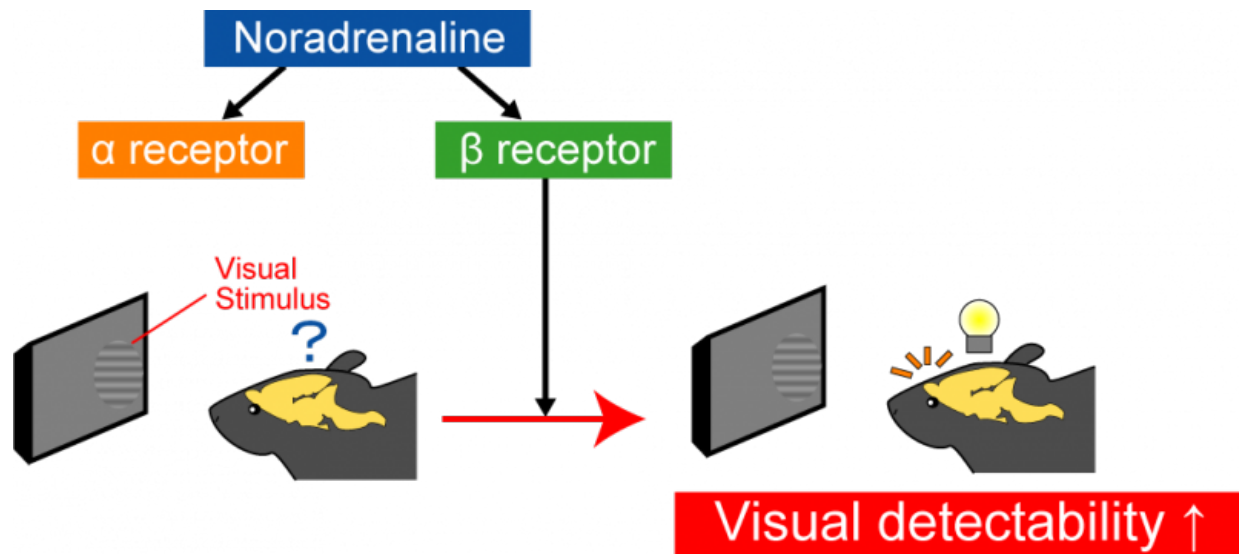 Noradrenaline
α receptor
β receptor
Visual
Stimulus
?
Visual detectability ↑